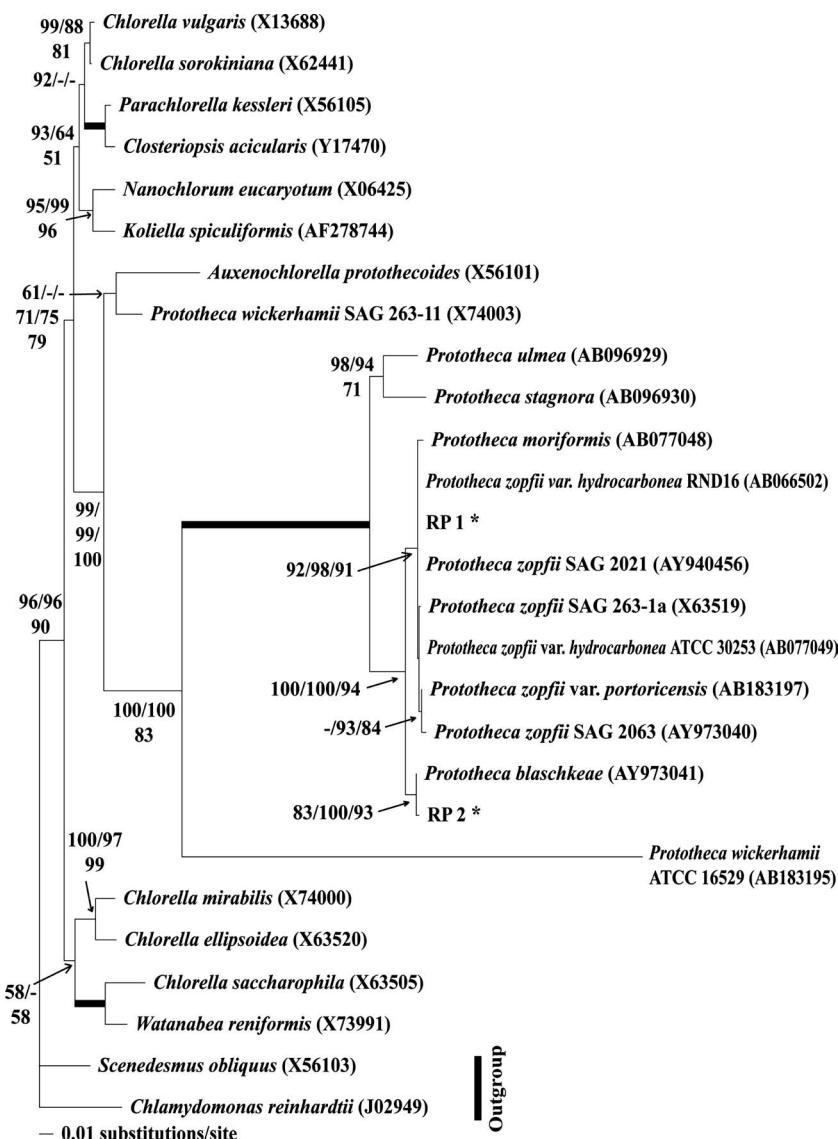 99/88
81
Chlorella vulgaris (X13688)
Chlorella sorokiniana (X62441)
92/-/-
Parachlorella kessleri (X56105)
93/64
51
Closteriopsis acicularis (Y17470)
Nanochlorum eucaryotum (X06425)
95/99
96
Koliella spiculiformis (AF278744)
Auxenochlorella protothecoides (X56101)
61/-/-
71/75
79
Prototheca wickerhamii SAG 263-11 (X74003)
Prototheca ulmea (AB096929)
98/94
71
Prototheca stagnora (AB096930)
Prototheca moriformis (AB077048)
Prototheca zopfii var. hydrocarbonea RND16 (AB066502)
99/
99/
100
RP 1 *
92/98/91
Prototheca zopfii SAG 2021 (AY940456)
Prototheca zopfii SAG 263-1a (X63519)
96/96
90
Prototheca zopfii var. hydrocarbonea ATCC 30253 (AB077049)
100/100/94
Prototheca zopfii var. portoricensis (AB183197)
100/100
83
-/93/84
Prototheca zopfii SAG 2063 (AY973040)
Prototheca blaschkeae (AY973041)
83/100/93
RP 2 *
100/97
99
Prototheca wickerhamii
ATCC 16529 (AB183195)
Chlorella mirabilis (X74000)
Chlorella ellipsoidea (X63520)
58/-
58
Chlorella saccharophila (X63505)
Watanabea reniformis (X73991)
Scenedesmus obliquus (X56103)
Outgroup
Chlamydomonas reinhardtii (J02949)
0.01 substitutions/site